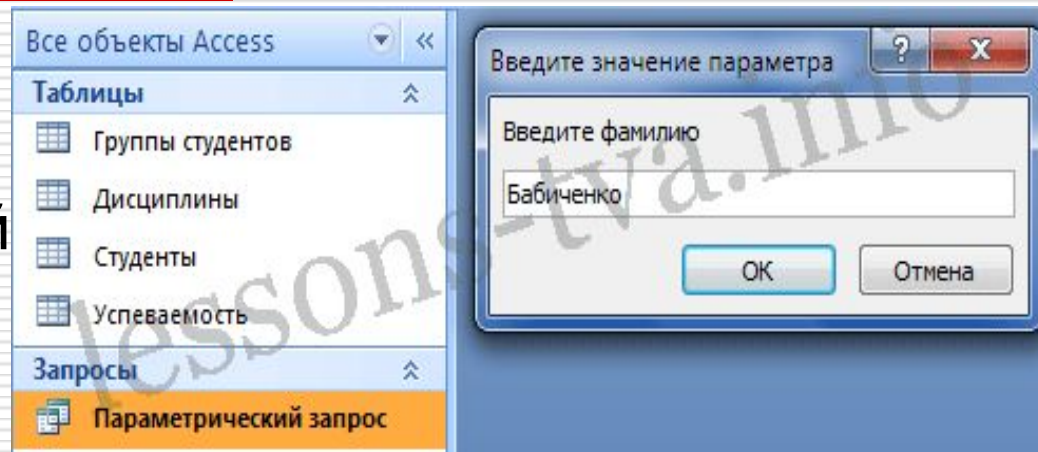 й
Все объекты Access
Таблицы
Группы студентов
Дисциплины
Студенты
Успеваемость
Запросы
Параметрический запрос
Введите значение параметра
Введите фамилию
Бабиченко
ОК
Отмена
lessons-tva.info